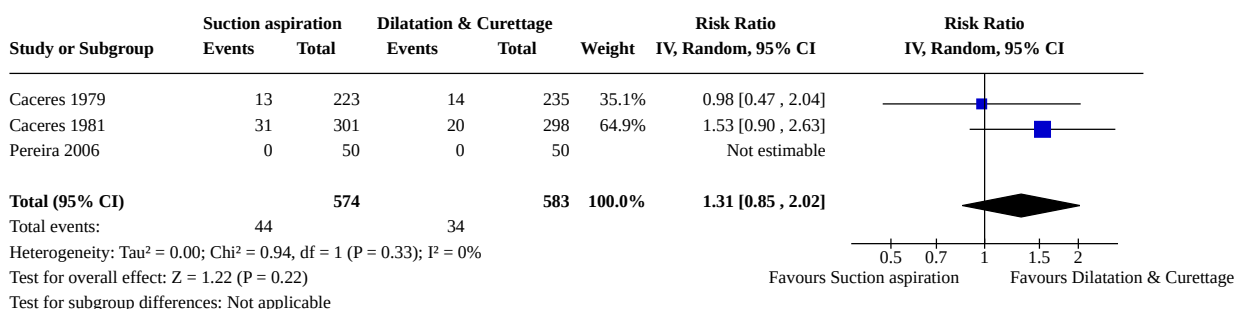 Suction aspiration Dilatation & Curettage Risk Ratio Risk Ratio
Study or Subgroup Events Total Events Total Weight IV, Random, 95% CI IV, Random, 95% CI
Caceres 1979 13 223 14 235 35.1% 0.98 [0.47 , 2.04]
Caceres 1981 31 301 20 298 64.9% 1.53 [0.90 , 2.63]
Pereira 2006 0 50 0 50 Not estimable
Total (95% CI) 574 583 100.0% 1.31 [0.85 , 2.02]
Total events: 44 34
Heterogeneity: Tau² = 0.00; Chi² = 0.94, df = 1 (P = 0.33); I² = 0%
0.5 0.7 1 1.5 2
Test for overall effect: Z = 1.22 (P = 0.22)
Favours Suction aspiration Favours Dilatation & Curettage
Test for subgroup differences: Not applicable